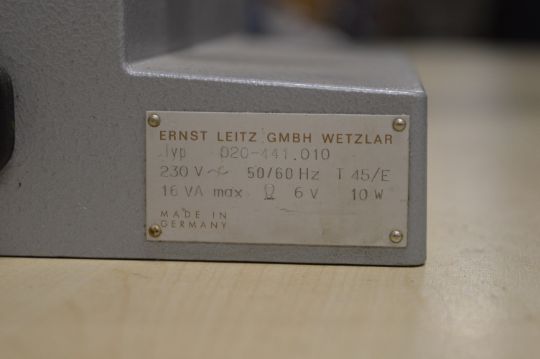 ERNST LEITZ GMBH WETZLAR
Typ 020-441.010
230 V ~ 50/60 Hz T 45/E
16 VA max 6 V 10 W
MADE IN
GERMANY